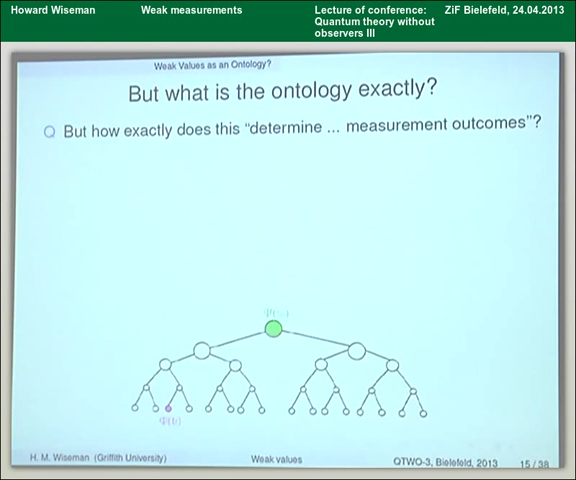 Howard Wiseman Weak measurements Lecture of conference: ZiF Bielefeld, 24.04.2013
Quantum theory without
observers III
Weak Values as an Ontology?
But what is the ontology exactly?
Q But how exactly does this "determine ... measurement outcomes"?
H. M. Wiseman (Griffith University) Weak values QTWO-3, Bielefeld, 2013 15 / 38